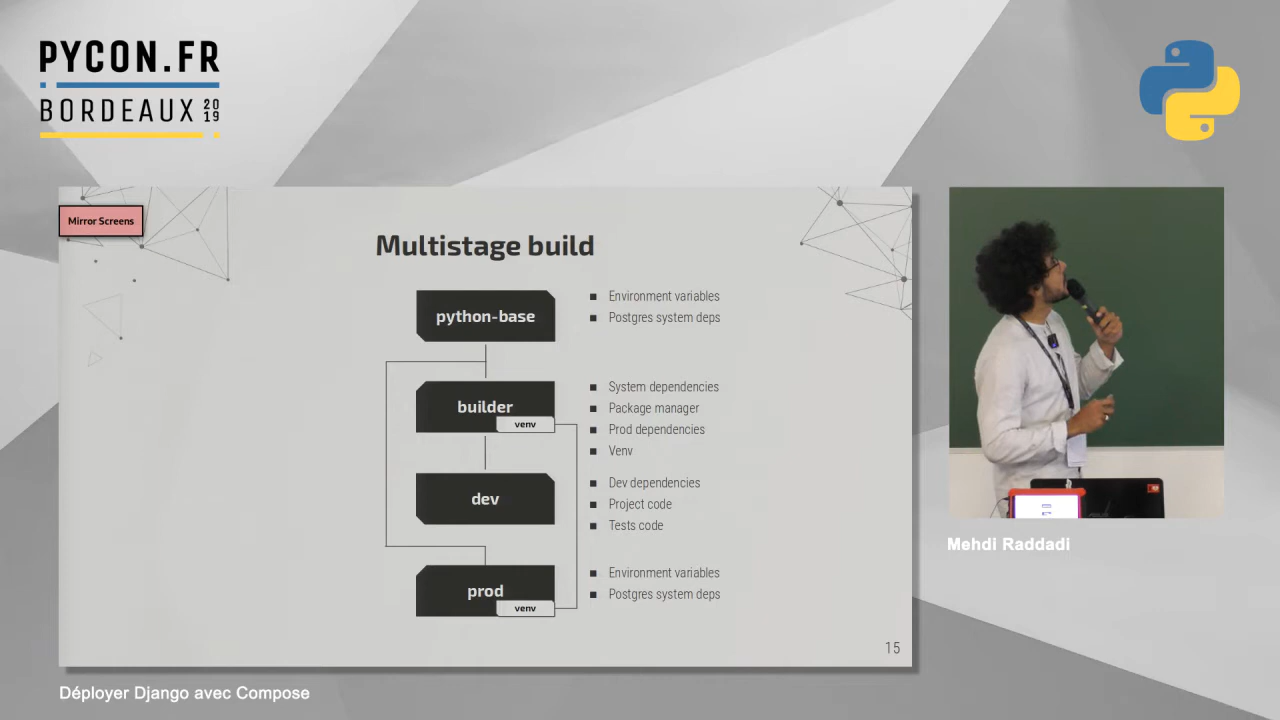 PYCON.FR
BORDEAUX 2019
Mirror Screens
Multistage build
python-base
Environment variables
Postgres system deps
builder
venv
System dependencies
Package manager
Prod dependencies
Venv
dev
Dev dependencies
Project code
Tests code
prod
venv
Environment variables
Postgres system deps
15
Mehdi Raddadi
Déployer Django avec Compose